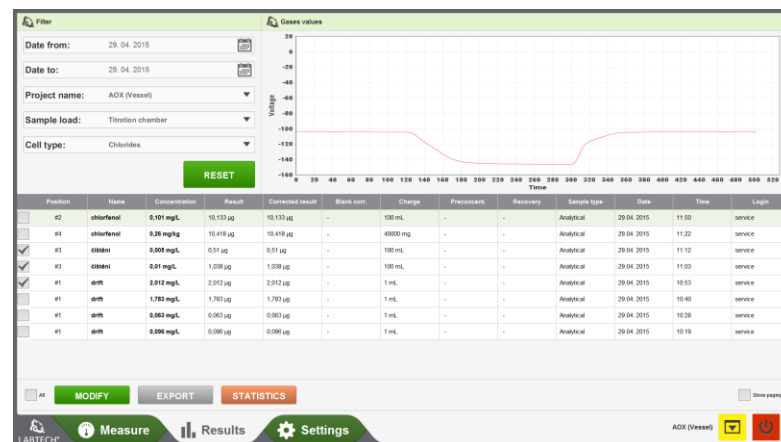 Filter
Gases values
Date from: 29. 04. 2015
Date to: 29. 04. 2015
Project name: AOX (Vessel)
Sample load: Titration chamber
Cell type: Chlorides
RESET
Voltage
20
0
-20
-40
-60
-80
-100
-120
-140
-160
0 20 40 60 80 100 120 140 160 180 200 220 240 260 280 300 320 340 360 380 400 420 440 460 480 500 520
Time
Position Name Concentration Result Corrected result Blank corr. Charge Preconcent. Recovery Sample type Date Time Login
#2 chlorfenol 0,101 mg/L 10,133 µg 10,133 µg - 100 mL - - Analytical 29.04. 2015 11:50 service
#4 chlorfenol 0,26 mg/kg 10,418 µg 10,418 µg - 40000 mg - - Analytical 29.04. 2015 11:22 service
#3 čištění 0,005 mg/L 0,51 µg 0,51 µg - 100 mL - - Analytical 29.04. 2015 11:12 service
#3 čištění 0,01 mg/L 1,038 µg 1,038 µg - 100 mL - - Analytical 29.04. 2015 11:03 service
#1 drift 2,012 mg/L 2,012 µg 2,012 µg - 1 mL - - Analytical 29.04. 2015 10:53 service
#1 drift 1,783 mg/L 1,783 µg 1,783 µg - 1 mL - - Analytical 29.04. 2015 10:40 service
#1 drift 0,063 mg/L 0,063 µg 0,063 µg - 1 mL - - Analytical 29.04. 2015 10:28 service
#1 drift 0,096 mg/L 0,096 µg 0,096 µg - 1 mL - - Analytical 29.04. 2015 10:19 service
All MODIFY EXPORT STATISTICS Show paging
LABTECH® Measure Results Settings AOX (Vessel)